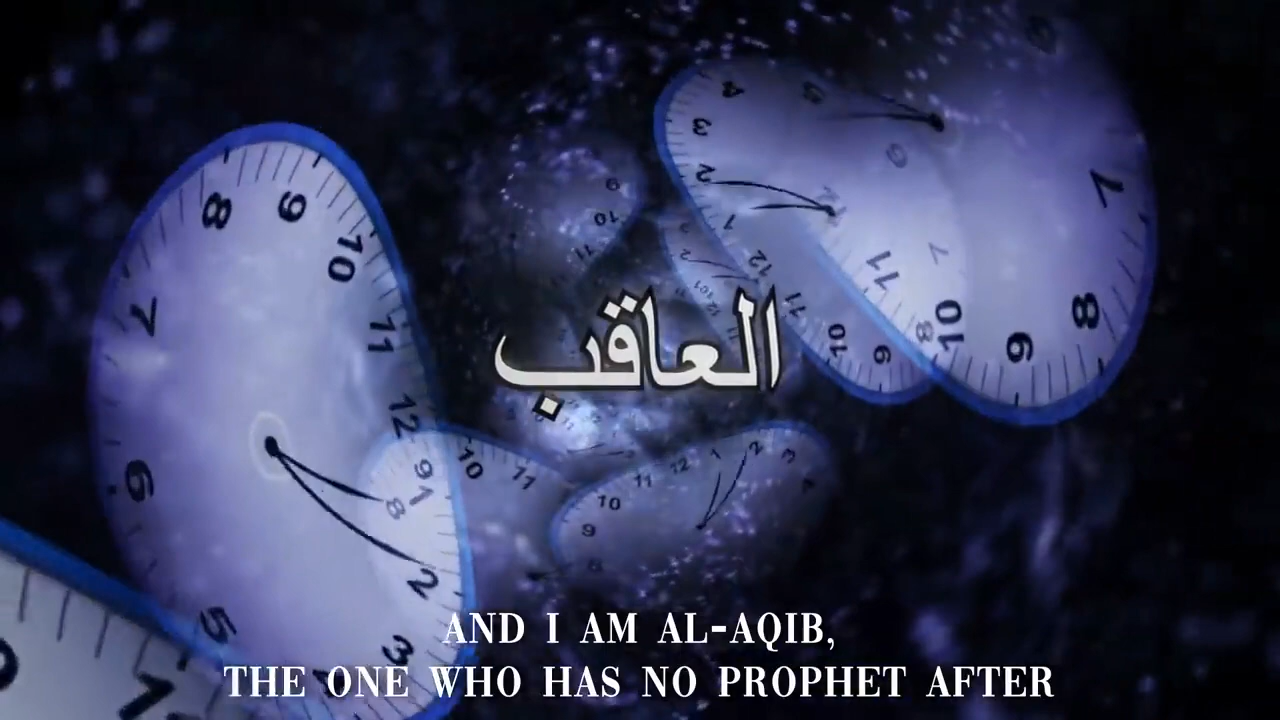 العاقب
AND I AM AL-AQIB,
THE ONE WHO HAS NO PROPHET AFTER